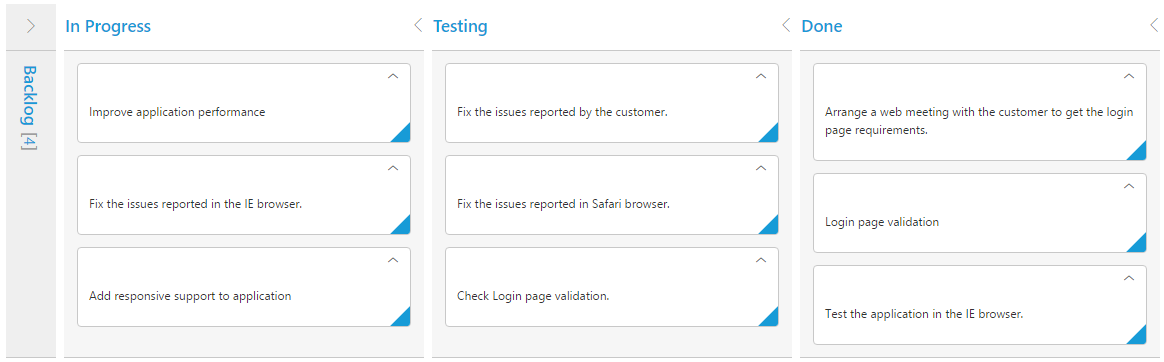 In Progress
Testing
Done
Backlog [4]
Improve application performance
Fix the issues reported in the IE browser.
Add responsive support to application
Fix the issues reported by the customer.
Fix the issues reported in Safari browser.
Check Login page validation.
Arrange a web meeting with the customer to get the login
page requirements.
Login page validation
Test the application in the IE browser.